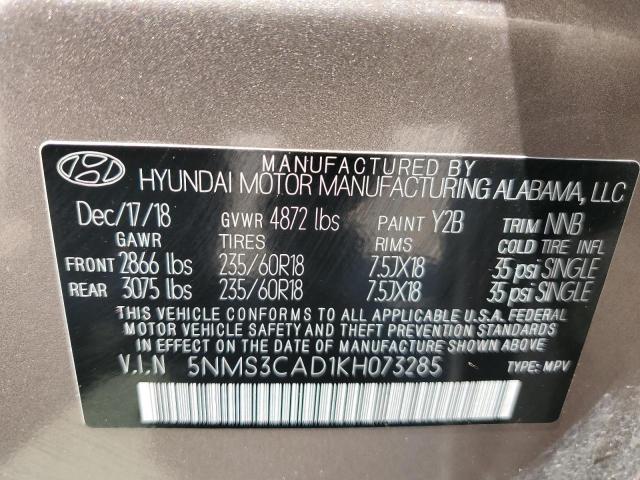 MANUFACTURED BY
HYUNDAI MOTOR MANUFACTURING ALABAMA, LLC
Dec/17/18 GVWR 4872 lbs PAINT Y2B TRIM NNB
GAWR TIRES RIMS COLD TIRE INFL
FRONT 2866 lbs 235/60R18 7.5JX18 35 psi SINGLE
REAR 3075 lbs 235/60R18 7.5JX18 35 psi SINGLE
THIS VEHICLE CONFORMS TO ALL APPLICABLE U.S.A. FEDERAL
MOTOR VEHICLE SAFETY AND THEFT PREVENTION STANDARDS
IN EFFECT ON THE DATE OF MANUFACTURE SHOWN ABOVE.
V.I.N 5NMS3CAD1KH073285 TYPE: MPV